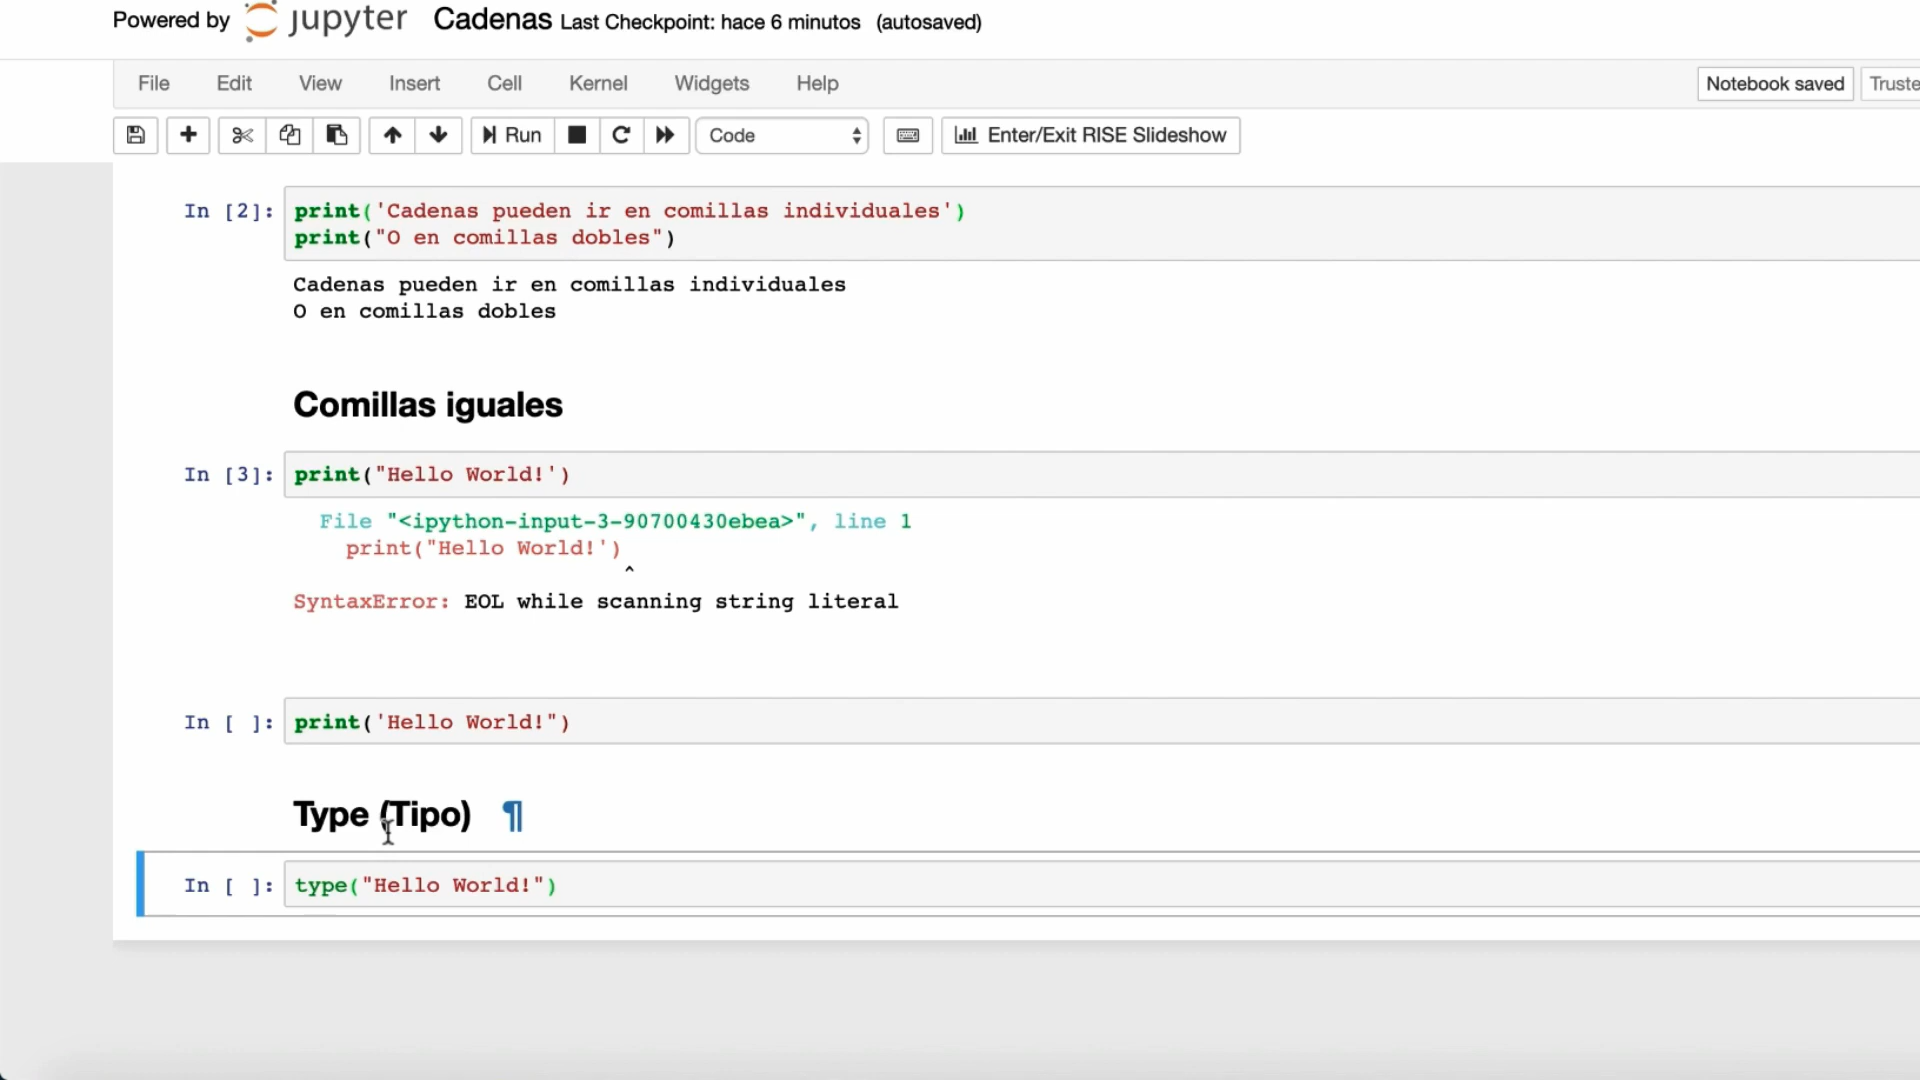 Powered by jupyter Cadenas Last Checkpoint: hace 6 minutos (autosaved)
File Edit View Insert Cell Kernel Widgets Help Notebook saved Truste
Run Code Enter/Exit RISE Slideshow
In [2]: print('Cadenas pueden ir en comillas individuales')
print("O en comillas dobles")
Cadenas pueden ir en comillas individuales
O en comillas dobles
Comillas iguales
In [3]: print("Hello World!')
File "<ipython-input-3-90700430ebea>", line 1
print("Hello World!')
^
SyntaxError: EOL while scanning string literal
In [ ]: print('Hello World!")
Type (Tipo) ¶
In [ ]: type("Hello World!")